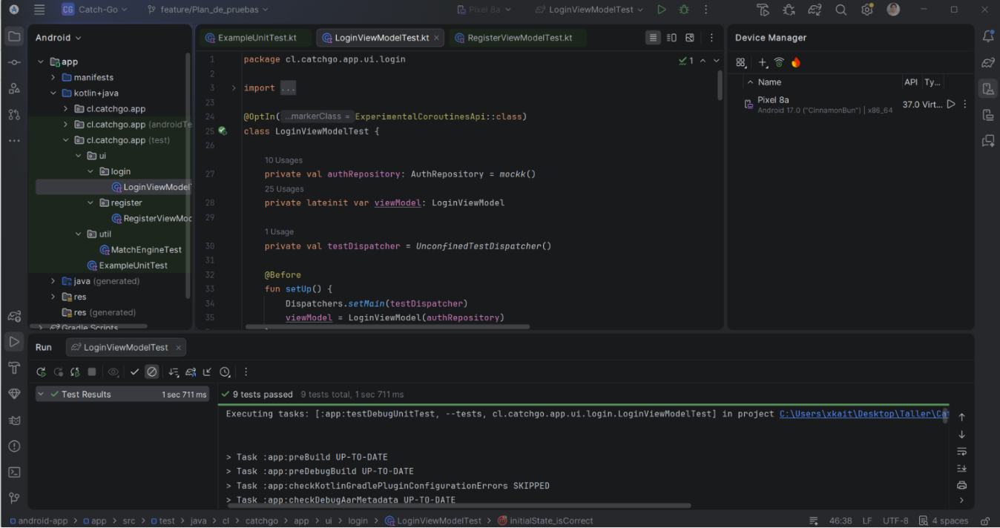 CG Catch-Go feature/Plan_de_pruebas Pixel 8a LoginViewModelTest
Android
app
manifests
kotlin+java
cl.catchgo.app
cl.catchgo.app (androidTe
cl.catchgo.app (test)
ui
login
LoginViewModelT
register
RegisterViewMod
util
MatchEngineTest
ExampleUnitTest
java (generated)
res
res (generated)
Gradle Scripts
ExampleUnitTest.kt LoginViewModelTest.kt RegisterViewModelTest.kt
1 package cl.catchgo.app.ui.login
1
2
3 import ...
23
24 @OptIn( ...markerClass = ExperimentalCoroutinesApi::class)
25 class LoginViewModelTest {
26
10 Usages
27 private val authRepository: AuthRepository = mockk()
25 Usages
28 private lateinit var viewModel: LoginViewModel
29
1 Usage
30 private val testDispatcher = UnconfinedTestDispatcher()
31
32 @Before
33 fun setUp() {
34 Dispatchers.setMain(testDispatcher)
35 viewModel = LoginViewModel(authRepository)
Device Manager
Name API Ty...
Pixel 8a
Android 17.0 ("CinnamonBun") | x86_64
37.0 Virt...
Run LoginViewModelTest
Test Results 1 sec 711 ms
9 tests passed 9 tests total, 1 sec 711 ms
Executing tasks: [:app:testDebugUnitTest, --tests, cl.catchgo.app.ui.login.LoginViewModelTest] in project C:\Users\xkait\Desktop\Taller\Cat
> Task :app:preBuild UP-TO-DATE
> Task :app:preDebugBuild UP-TO-DATE
> Task :app:checkKotlinGradlePluginConfigurationErrors SKIPPED
> Task :app:checkDebugAarMetadata UP-TO-DATE
android-app > app > src > test > java > cl > catchgo > app > ui > login > LoginViewModelTest > initialState_isCorrect
46:38 LF UTF-8 4 spaces